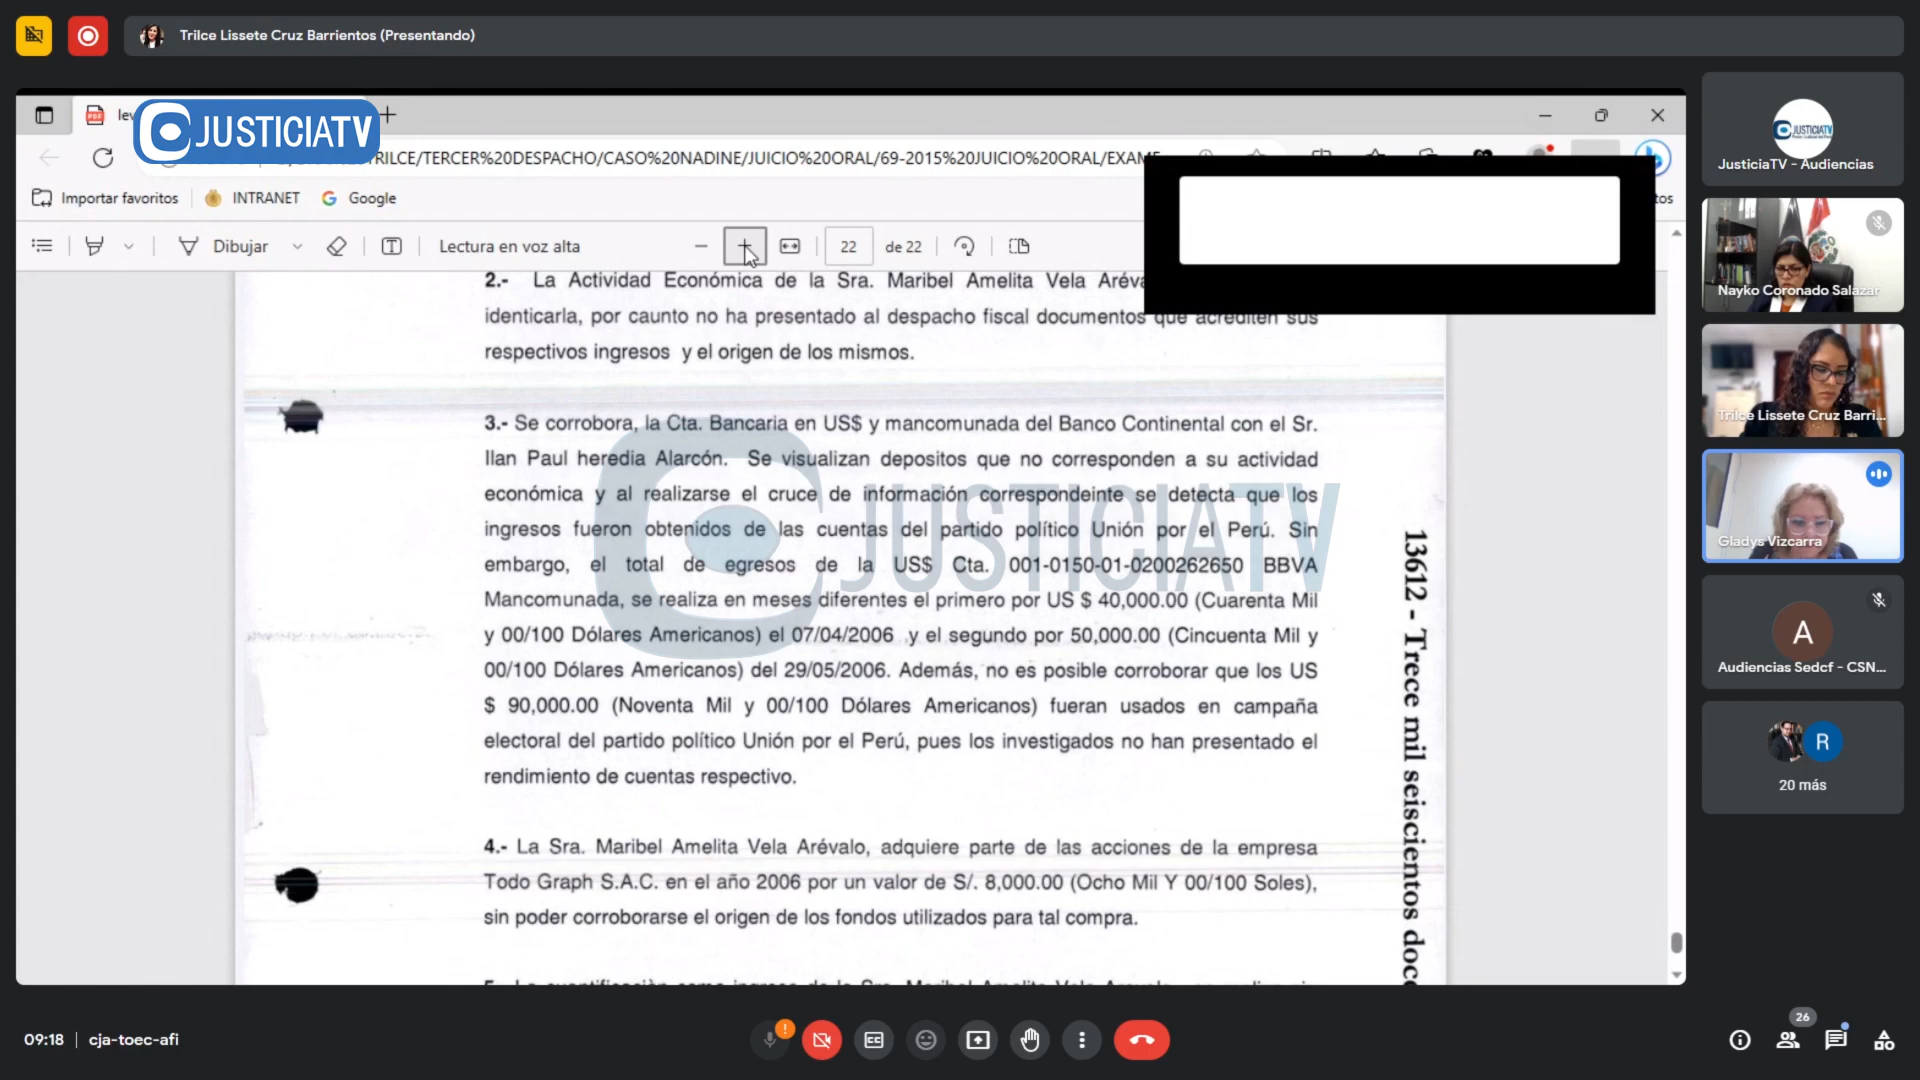 Trilce Lissete Cruz Barrientos (Presentando)
JUSTICIATV
RILCE/TERCER%20DESPACHO/CASO%20NADINE/JUICIO%20ORAL/69-2015%20JUICIO%20ORAL/EXAME
Importar favoritos
INTRANET
Google
Dibujar
Lectura en voz alta
22
de 22
2.- La Actividad Económica de la Sra. Maribel Amelita Vela
identicarla, por caunto no ha presentado al despacho fiscal documentos que acrediten sus
respectivos ingresos y el origen de los mismos.
3.- Se corrobora, la Cta. Bancaria en US$ y mancomunada del Banco Continental con el Sr.
Ilan Paul heredia Alarcón. Se visualizan depositos que no corresponden a su actividad
económica y al realizarse el cruce de información correspondeinte se detecta que los
ingresos fueron obtenidos de las cuentas del partido político Unión por el Perú. Sin
embargo, el total de egresos de la US$ Cta. 001-0150-01-0200262650 BBVA
Mancomunada, se realiza en meses diferentes el primero por US $ 40,000.00 (Cuarenta Mil
y 00/100 Dólares Americanos) el 07/04/2006 y el segundo por 50,000.00 (Cincuenta Mil y
00/100 Dólares Americanos) del 29/05/2006. Además, no es posible corroborar que los US
$ 90,000.00 (Noventa Mil y 00/100 Dólares Americanos) fueran usados en campaña
electoral del partido político Unión por el Perú, pues los investigados no han presentado el
rendimiento de cuentas respectivo.
4.- La Sra. Maribel Amelita Vela Arévalo, adquiere parte de las acciones de la empresa
Todo Graph S.A.C. en el año 2006 por un valor de S/. 8,000.00 (Ocho Mil Y 00/100 Soles),
sin poder corroborarse el origen de los fondos utilizados para tal compra.
13612 - Trece mil seiscientos doc
JUSTICIATV
JUSTICIATV
JusticiaTV - Audiencias
Nayko Coronado Salazar
Trilce Lissete Cruz Barri...
Gladys Vizcarra
A
Audiencias Sedcf - CSN...
R
20 más
09:18
cja-toec-afi
26